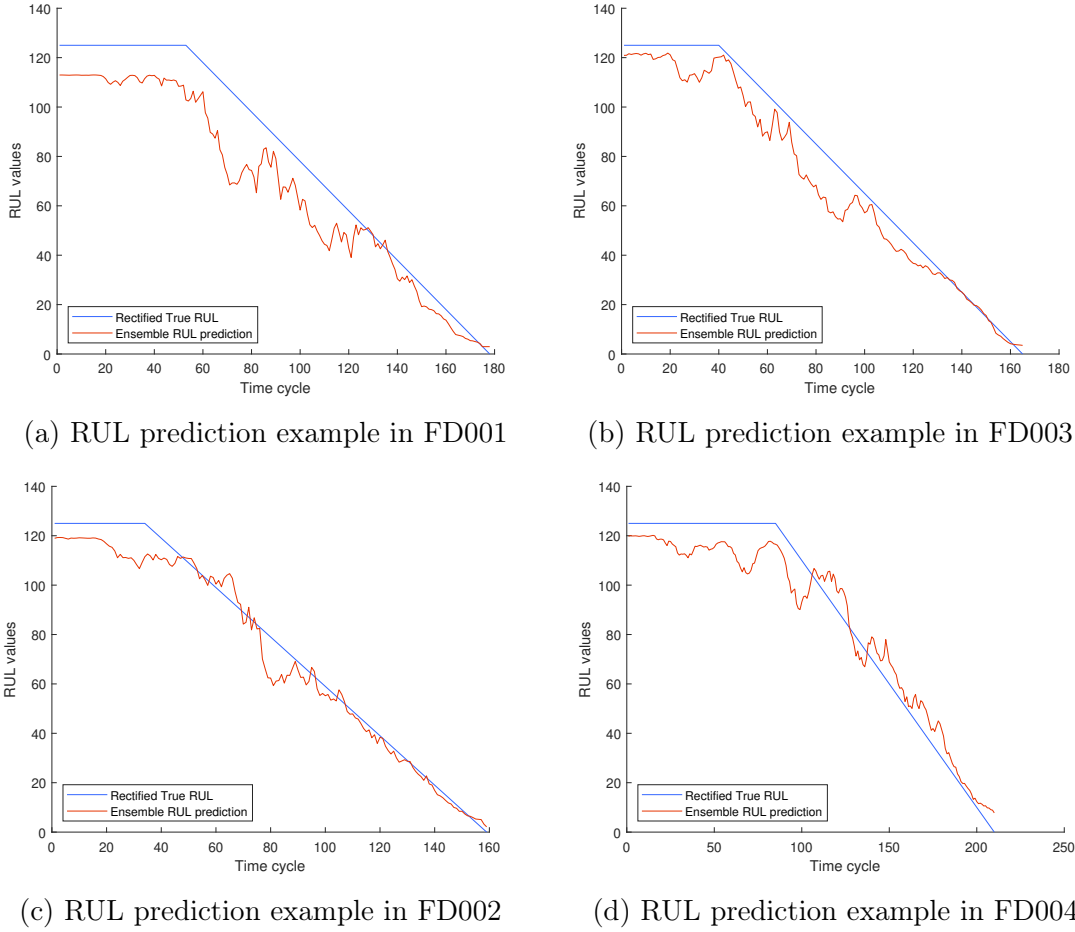 140
120
100
80
60
40
20
0
RUL values
Rectified True RUL
Ensemble RUL prediction
0 20 40 60 80 100 120 140 160 180
Time cycle
(a) RUL prediction example in FD001
140
120
100
80
60
40
20
0
RUL values
Rectified True RUL
Ensemble RUL prediction
0 20 40 60 80 100 120 140 160 180
Time cycle
(b) RUL prediction example in FD003
140
120
100
80
60
40
20
0
RUL values
Rectified True RUL
Ensemble RUL prediction
0 20 40 60 80 100 120 140 160
Time cycle
(c) RUL prediction example in FD002
140
120
100
80
60
40
20
0
RUL values
Rectified True RUL
Ensemble RUL prediction
0 50 100 150 200 250
Time cycle
(d) RUL prediction example in FD004